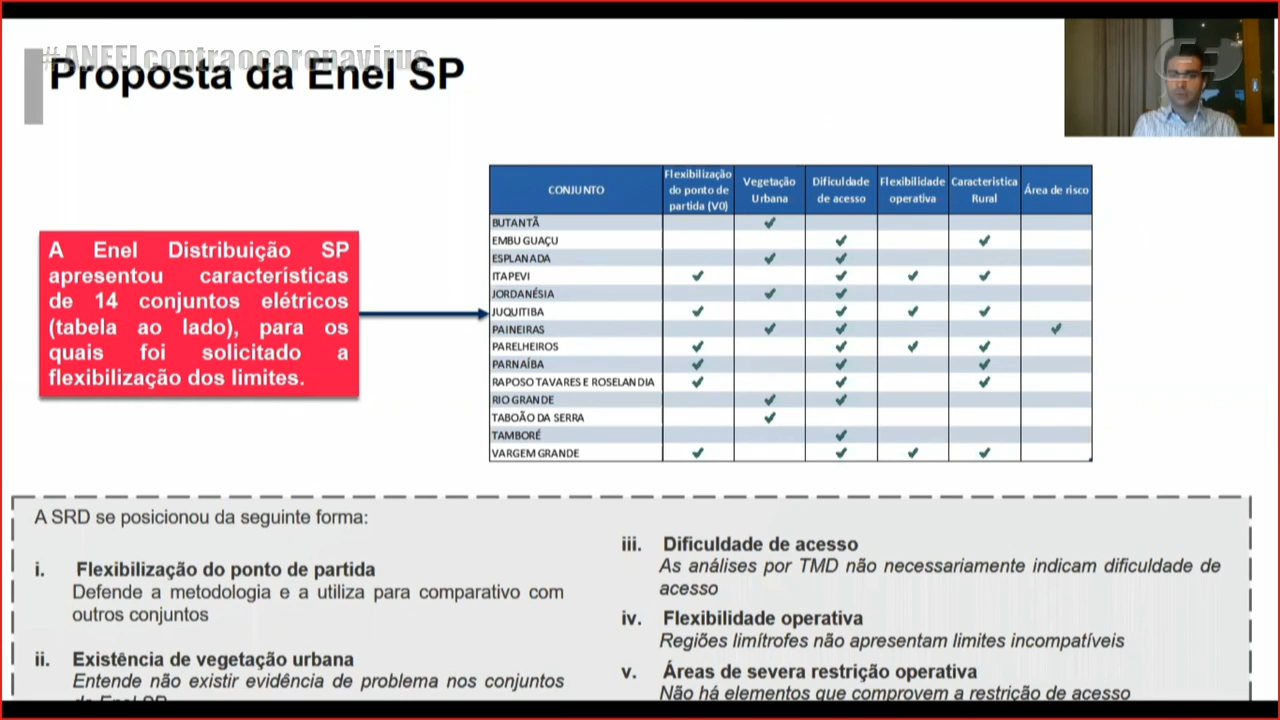 #ANEELcontraocoronavirus
Proposta da Enel SP
A Enel Distribuição SP
apresentou características
de 14 conjuntos elétricos
(tabela ao lado), para os
quais foi solicitado a
flexibilização dos limites.
CONJUNTO
Flexibilização
do ponto de
partida (V0)
Vegetação
Urbana
Dificuldade
de acesso
Flexibilidade
operativa
Característica
Rural
Área de risco
BUTANTÃ ✓
EMBU GUAÇU ✓ ✓
ESPLANADA ✓ ✓
ITAPEVI ✓ ✓ ✓ ✓
JORDANÉSIA ✓ ✓
JUQUITIBA ✓ ✓ ✓ ✓
PAINEIRAS ✓ ✓ ✓
PARELHEIROS ✓ ✓ ✓ ✓
PARNAÍBA ✓ ✓ ✓
RAPOSO TAVARES E ROSELANDIA ✓ ✓ ✓
RIO GRANDE ✓ ✓
TABOÃO DA SERRA ✓
TAMBORÉ ✓
VARGEM GRANDE ✓ ✓ ✓ ✓
A SRD se posicionou da seguinte forma:
i. Flexibilização do ponto de partida
Defende a metodologia e a utiliza para comparativo com
outros conjuntos
ii. Existência de vegetação urbana
Entende não existir evidência de problema nos conjuntos
da Enel SP
iii. Dificuldade de acesso
As análises por TMD não necessariamente indicam dificuldade de
acesso
iv. Flexibilidade operativa
Regiões limítrofes não apresentam limites incompatíveis
v. Áreas de severa restrição operativa
Não há elementos que comprovem a restrição de acesso